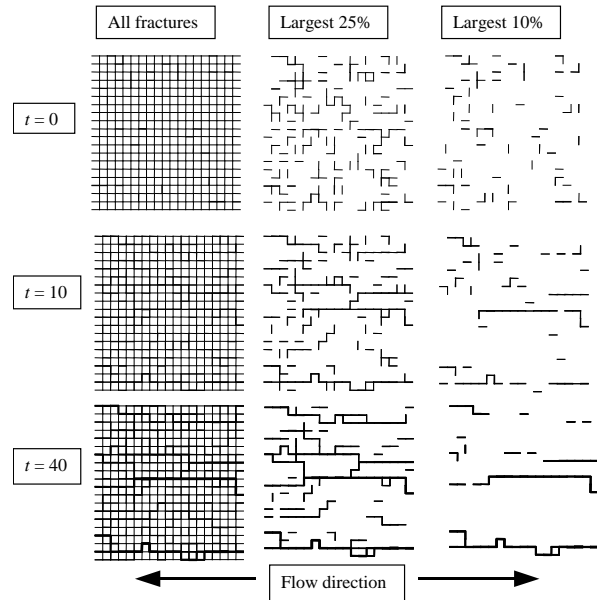 All fractures
Largest 25%
Largest 10%
t = 0
t = 10
t = 40
Flow direction